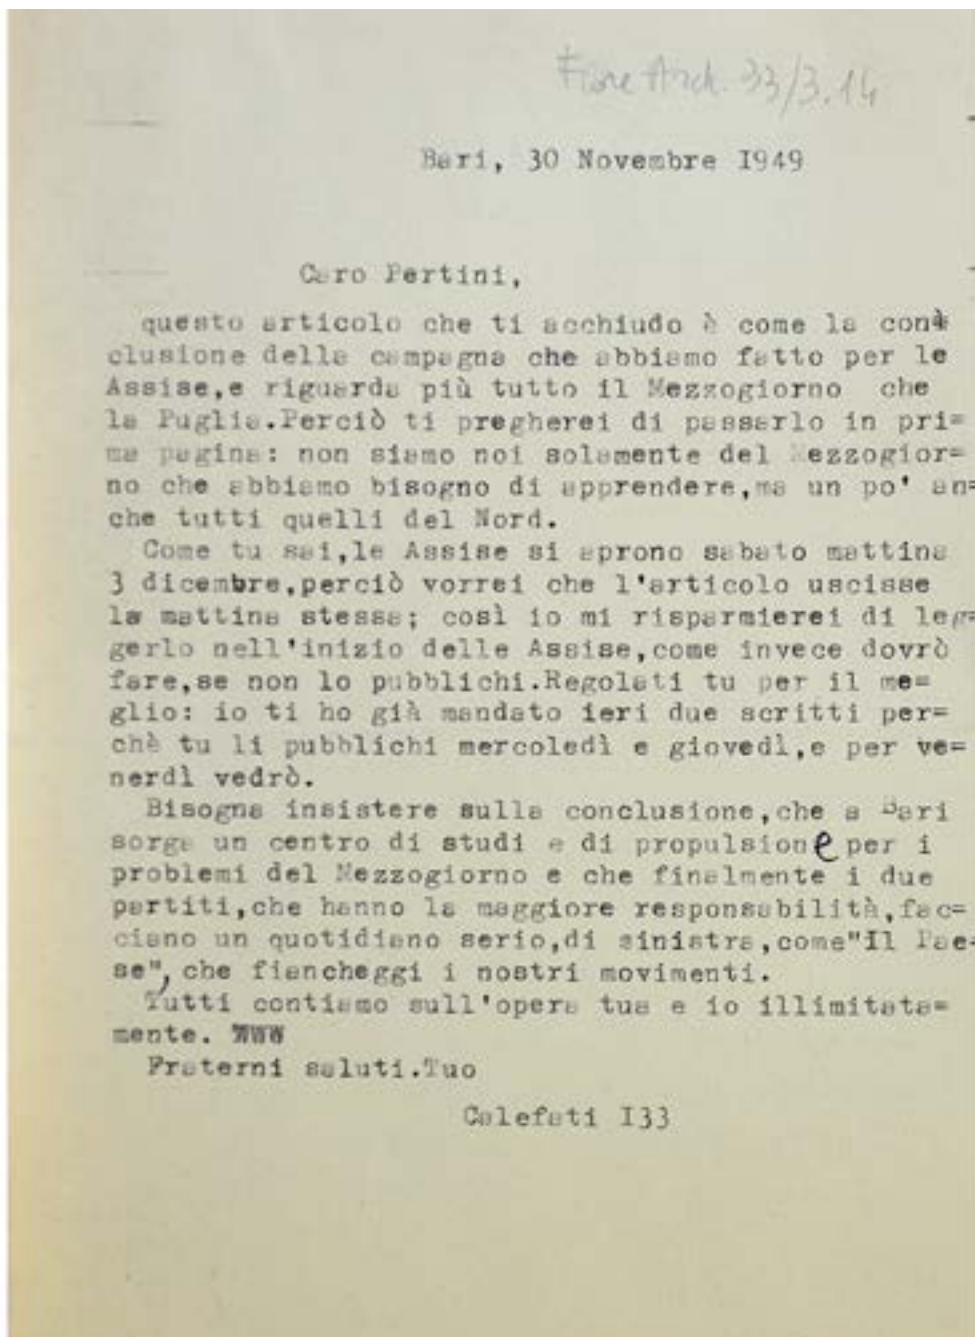 Fiore Arch. 33/3.14
Bari, 30 Novembre I949
Caro Pertini,
questo articolo che ti acchiudo è come la con
clusione della campagna che abbiamo fatto per le
Assise,e riguarda più tutto il Mezzogiorno che
la Puglia.Perciò ti pregherei di passarlo in pri=
ma pagina: non siamo noi solamente del Mezzogior=
no che abbiamo bisogno di apprendere,ma un po' an=
che tutti quelli del Nord.
Come tu sai,le Assise si aprono sabato mattina
3 dicembre,perciò vorrei che l'articolo uscisse
la mattina stessa; così io mi risparmierei di leg=
gerlo nell'inizio delle Assise,come invece dovrò
fare,se non lo pubblichi.Regolati tu per il me=
glio: io ti ho già mandato ieri due scritti per=
chè tu li pubblichi mercoledì e giovedì,e per ve=
nerdì vedrò.
Bisogna insistere sulla conclusione,che a Bari
sorga un centro di studi e di propulsione per i
problemi del Mezzogiorno e che finalmente i due
partiti,che hanno la maggiore responsabilità,fac=
ciano un quotidiano serio,di sinistra,come"Il Pae=
se", che fiancheggi i nostri movimenti.
Tutti contiamo sull'opera tua e io illimitata=
mente.
Fraterni saluti.Tuo
Calefati I33